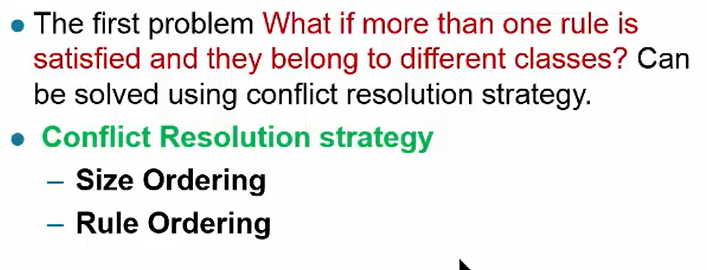 • The first problem What if more than one rule is
satisfied and they belong to different classes? Can
be solved using conflict resolution strategy.
• Conflict Resolution strategy
– Size Ordering
– Rule Ordering